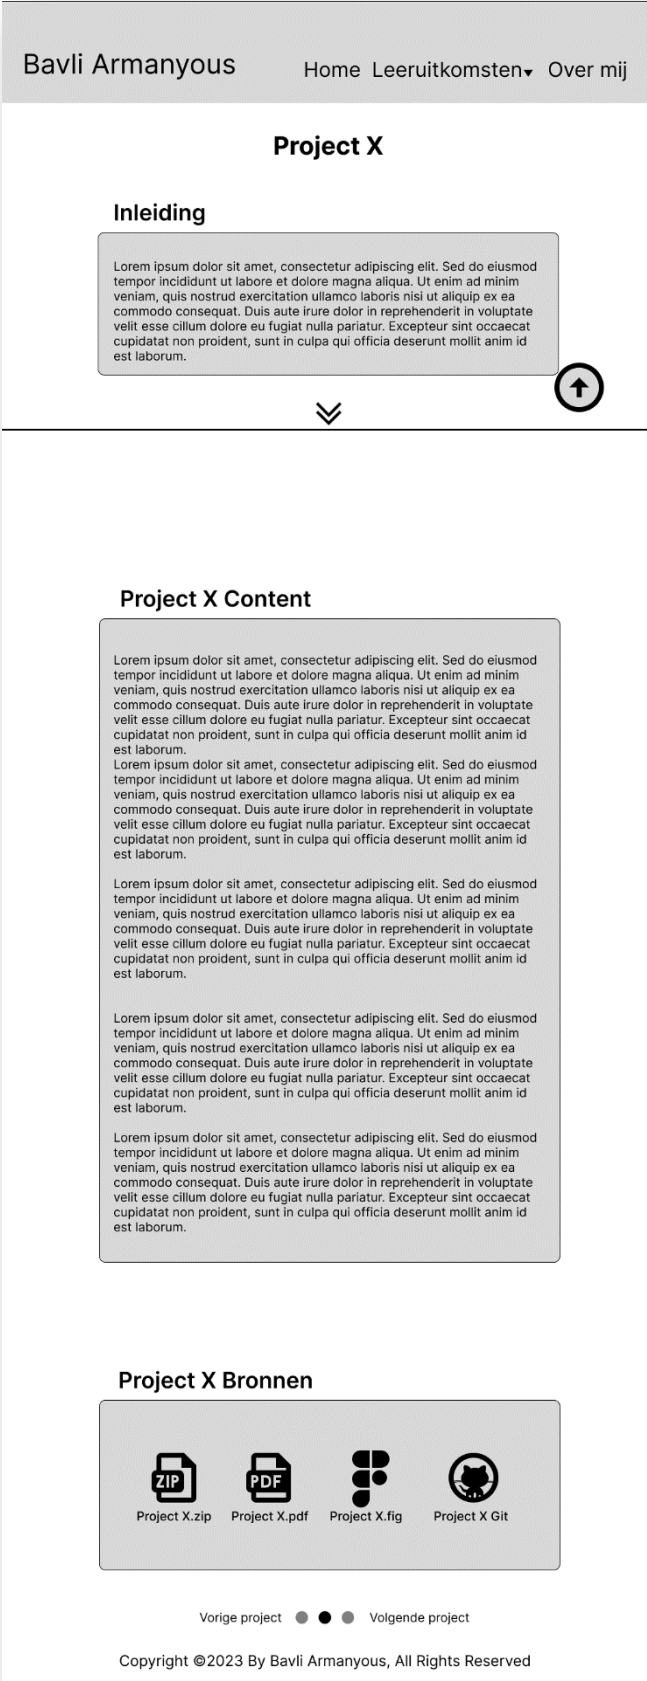 Bavli Armanyous
Home Leeruitkomsten Over mij
Project X
Inleiding
Lorem ipsum dolor sit amet, consectetur adipiscing elit. Sed do eiusmod
tempor incididunt ut labore et dolore magna aliqua. Ut enim ad minim
veniam, quis nostrud exercitation ullamco laboris nisi ut aliquip ex ea
commodo consequat. Duis aute irure dolor in reprehenderit in voluptate
velit esse cillum dolore eu fugiat nulla pariatur. Excepteur sint occaecat
cupidatat non proident, sunt in culpa qui officia deserunt mollit anim id
est laborum.
Project X Content
Lorem ipsum dolor sit amet, consectetur adipiscing elit. Sed do eiusmod
tempor incididunt ut labore et dolore magna aliqua. Ut enim ad minim
veniam, quis nostrud exercitation ullamco laboris nisi ut aliquip ex ea
commodo consequat. Duis aute irure dolor in reprehenderit in voluptate
velit esse cillum dolore eu fugiat nulla pariatur. Excepteur sint occaecat
cupidatat non proident, sunt in culpa qui officia deserunt mollit anim id
est laborum.
Lorem ipsum dolor sit amet, consectetur adipiscing elit. Sed do eiusmod
tempor incididunt ut labore et dolore magna aliqua. Ut enim ad minim
veniam, quis nostrud exercitation ullamco laboris nisi ut aliquip ex ea
commodo consequat. Duis aute irure dolor in reprehenderit in voluptate
velit esse cillum dolore eu fugiat nulla pariatur. Excepteur sint occaecat
cupidatat non proident, sunt in culpa qui officia deserunt mollit anim id
est laborum.
Lorem ipsum dolor sit amet, consectetur adipiscing elit. Sed do eiusmod
tempor incididunt ut labore et dolore magna aliqua. Ut enim ad minim
veniam, quis nostrud exercitation ullamco laboris nisi ut aliquip ex ea
commodo consequat. Duis aute irure dolor in reprehenderit in voluptate
velit esse cillum dolore eu fugiat nulla pariatur. Excepteur sint occaecat
cupidatat non proident, sunt in culpa qui officia deserunt mollit anim id
est laborum.
Lorem ipsum dolor sit amet, consectetur adipiscing elit. Sed do eiusmod
tempor incididunt ut labore et dolore magna aliqua. Ut enim ad minim
veniam, quis nostrud exercitation ullamco laboris nisi ut aliquip ex ea
commodo consequat. Duis aute irure dolor in reprehenderit in voluptate
velit esse cillum dolore eu fugiat nulla pariatur. Excepteur sint occaecat
cupidatat non proident, sunt in culpa qui officia deserunt mollit anim id
est laborum.
Lorem ipsum dolor sit amet, consectetur adipiscing elit. Sed do eiusmod
tempor incididunt ut labore et dolore magna aliqua. Ut enim ad minim
veniam, quis nostrud exercitation ullamco laboris nisi ut aliquip ex ea
commodo consequat. Duis aute irure dolor in reprehenderit in voluptate
velit esse cillum dolore eu fugiat nulla pariatur. Excepteur sint occaecat
cupidatat non proident, sunt in culpa qui officia deserunt mollit anim id
est laborum.
Project X Bronnen
ZIP PDF
Project X.zip Project X.pdf Project X.fig Project X Git
Vorige project Volgende project
Copyright ©2023 By Bavli Armanyous, All Rights Reserved